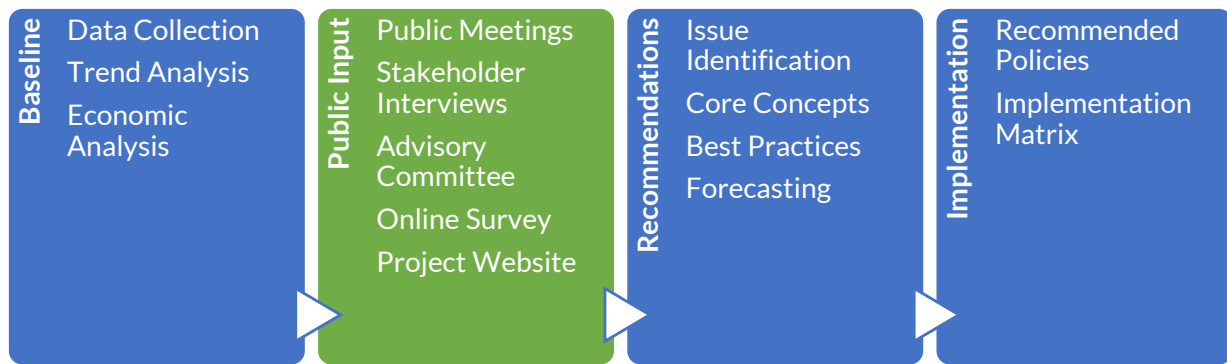 Baseline
Data Collection
Trend Analysis
Economic
Analysis
Public Input
Public Meetings
Stakeholder
Interviews
Advisory
Committee
Online Survey
Project Website
Recommendations
Issue
Identification
Core Concepts
Best Practices
Forecasting
Implementation
Recommended
Policies
Implementation
Matrix